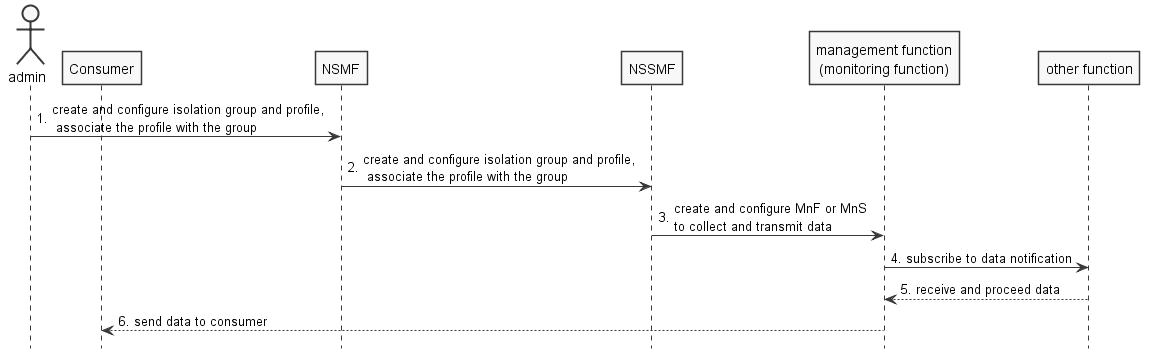 admin
Consumer
NSMF
NSSMF
management function
(monitoring function)
other function
1. create and configure isolation group and profile,
associate the profile with the group
2. create and configure isolation group and profile,
associate the profile with the group
3. create and configure MnF or MnS
to collect and transmit data
4. subscribe to data notification
5. receive and proceed data
6. send data to consumer